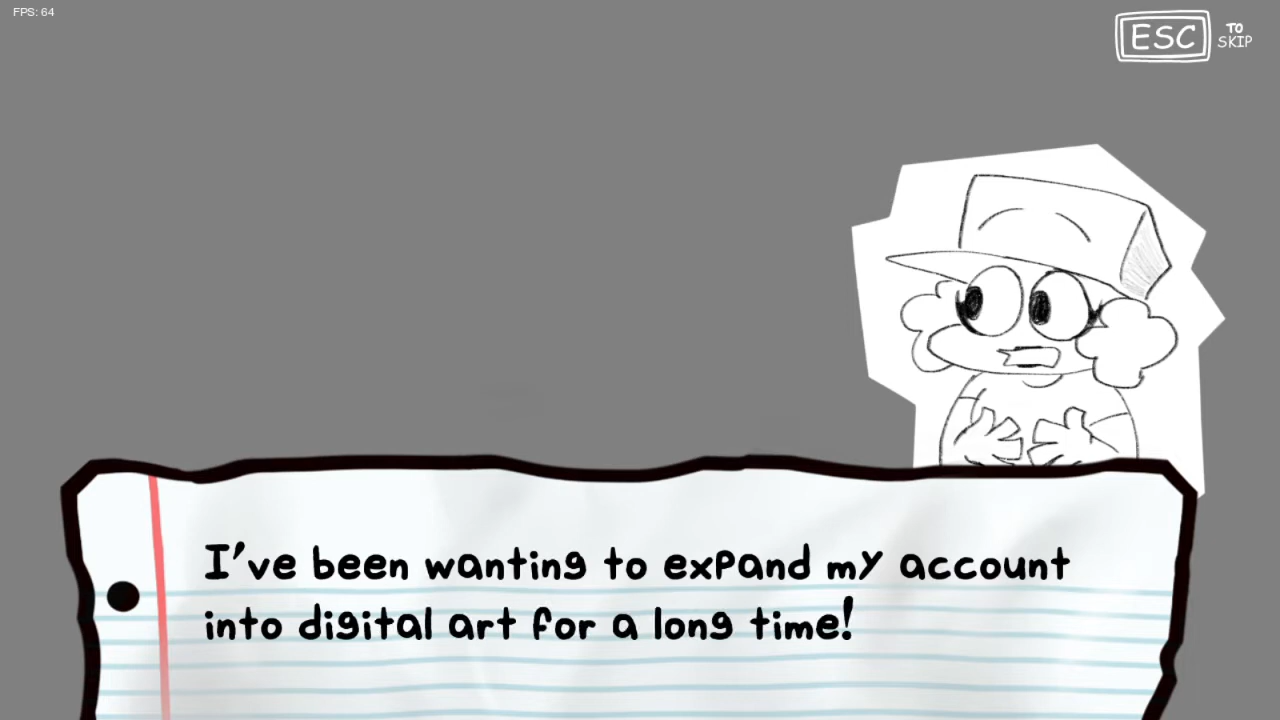 FPS: 64
ESC TO SKIP
I've been wanting to expand my account
into digital art for a long time!